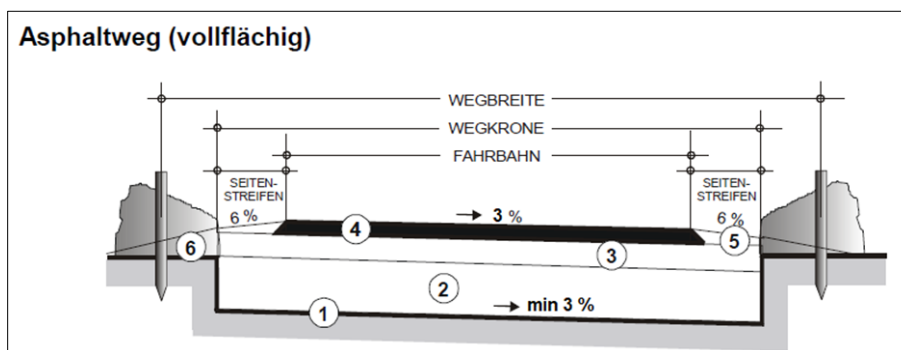 Asphaltweg (vollflächig)
WEGBREITE
WEGKRONE
FAHRBAHN
SEITEN-
STREIFEN
6 %
SEITEN-
STREIFEN
6 %
3 %
4
5
6
3
2
min 3 %
1